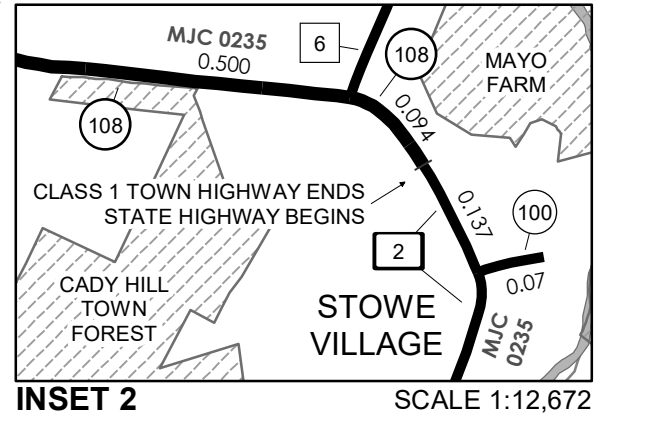 MJC 0235
0.500
6
108
MAYO
FARM
108
0.094
CLASS 1 TOWN HIGHWAY ENDS
STATE HIGHWAY BEGINS
0.137
100
2
0.07
CADY HILL
TOWN
FOREST
STOWE
VILLAGE
MJC
0235
INSET 2
SCALE 1:12,672